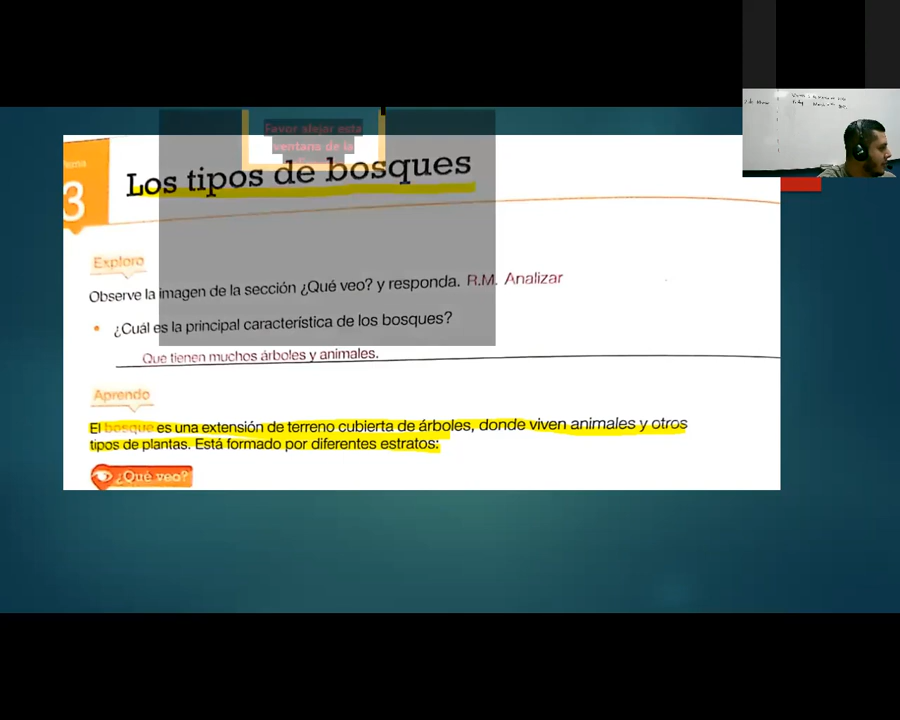 Favor alejar esta
ventana de la
Tema
3
Los tipos de bosques
Exploro
Observe la imagen de la sección ¿Qué veo? y responda. R.M. Analizar
• ¿Cuál es la principal característica de los bosques?
Que tienen muchos árboles y animales.
Aprendo
El bosque es una extensión de terreno cubierta de árboles, donde viven animales y otros
tipos de plantas. Está formado por diferentes estratos:
¿Qué veo?